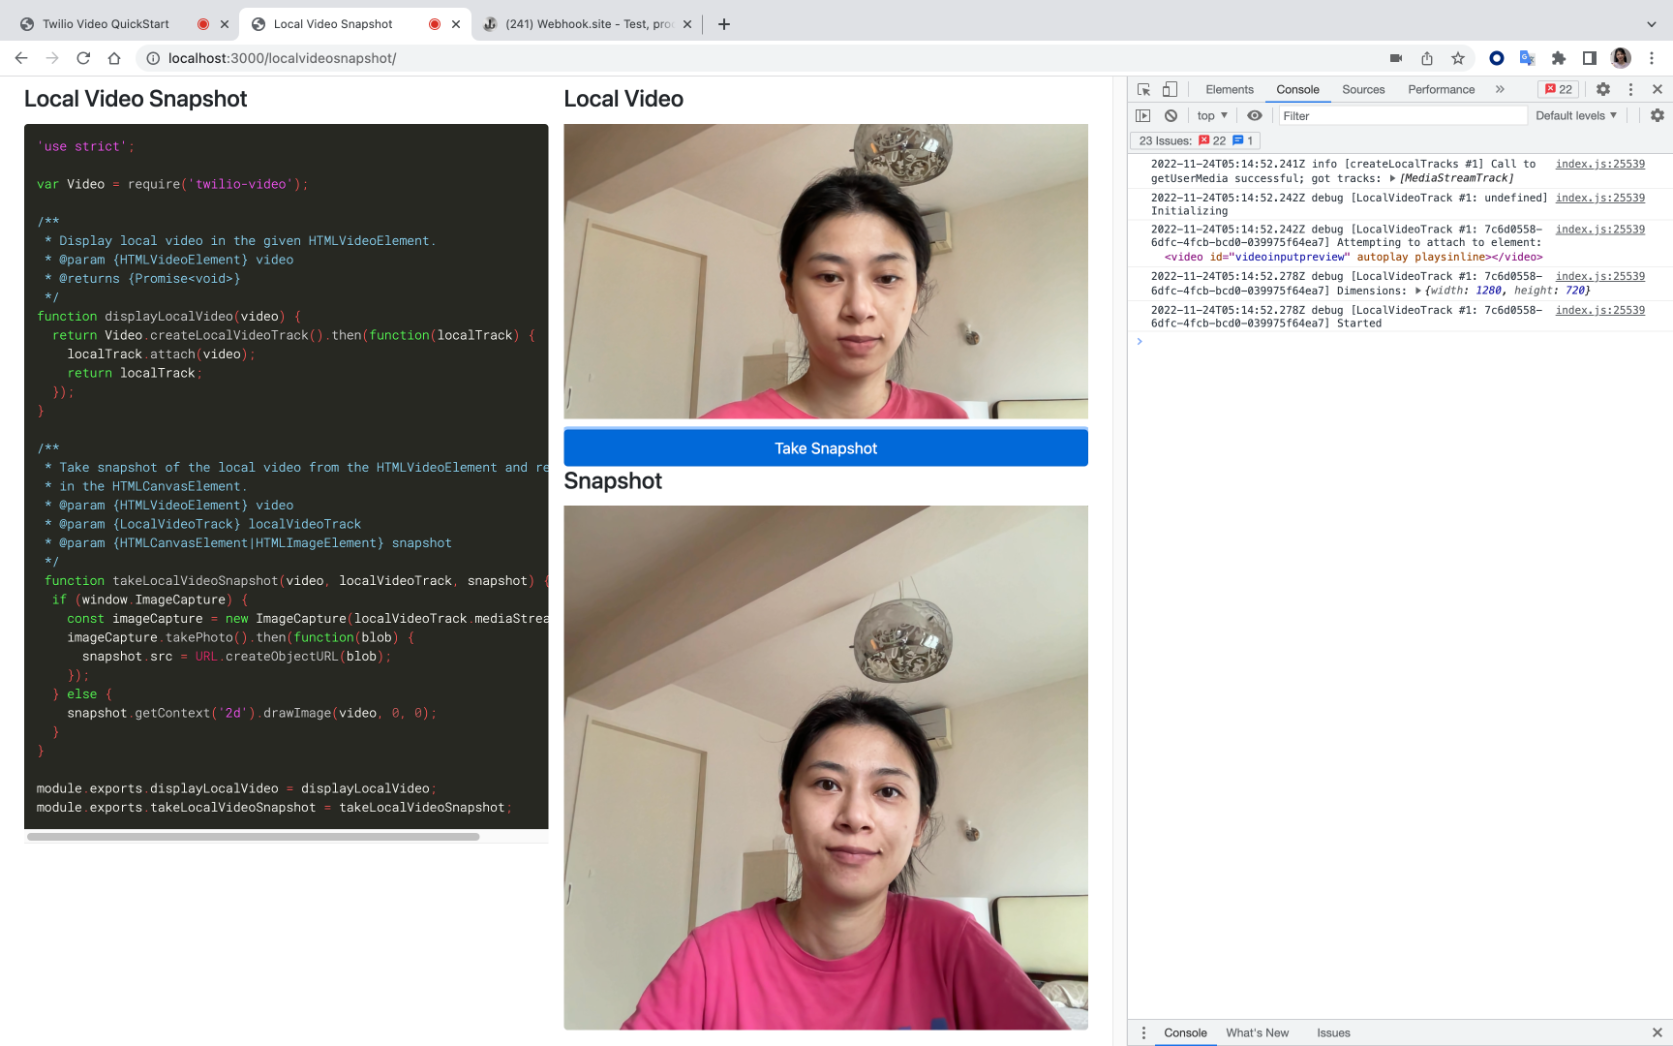 Twilio Video QuickStart
Local Video Snapshot
(241) Webhook.site - Test, proc
localhost:3000/localvideosnapshot/
Local Video Snapshot
'use strict';
var Video = require('twilio-video');
/**
* Display local video in the given HTMLVideoElement.
* @param {HTMLVideoElement} video
* @returns {Promise<void>}
*/
function displayLocalVideo(video) {
return Video.createLocalVideoTrack().then(function(localTrack) {
localTrack.attach(video);
return localTrack;
});
}
/**
* Take snapshot of the local video from the HTMLVideoElement and re
* in the HTMLCanvasElement.
* @param {HTMLVideoElement} video
* @param {LocalVideoTrack} localVideoTrack
* @param {HTMLCanvasElement|HTMLImageElement} snapshot
*/
function takeLocalVideoSnapshot(video, localVideoTrack, snapshot) {
if (window.ImageCapture) {
const imageCapture = new ImageCapture(localVideoTrack.mediaStrea
imageCapture.takePhoto().then(function(blob) {
snapshot.src = URL.createObjectURL(blob);
});
} else {
snapshot.getContext('2d').drawImage(video, 0, 0);
}
}
module.exports.displayLocalVideo = displayLocalVideo;
module.exports.takeLocalVideoSnapshot = takeLocalVideoSnapshot;
Local Video
Take Snapshot
Snapshot
Elements Console Sources Performance » 22
top ▼ Filter Default levels ▼
23 Issues: 22 1
2022-11-24T05:14:52.241Z info [createLocalTracks #1] Call to index.js:25539
getUserMedia successful; got tracks: ▶ [MediaStreamTrack]
2022-11-24T05:14:52.242Z debug [LocalVideoTrack #1: undefined] index.js:25539
Initializing
2022-11-24T05:14:52.242Z debug [LocalVideoTrack #1: 7c6d0558- index.js:25539
6dfc-4fcb-bcd0-039975f64ea7] Attempting to attach to element:
<video id="videoinputpreview" autoplay playsinline></video>
2022-11-24T05:14:52.278Z debug [LocalVideoTrack #1: 7c6d0558- index.js:25539
6dfc-4fcb-bcd0-039975f64ea7] Dimensions: ▶ {width: 1280, height: 720}
2022-11-24T05:14:52.278Z debug [LocalVideoTrack #1: 7c6d0558- index.js:25539
6dfc-4fcb-bcd0-039975f64ea7] Started
Console What's New Issues